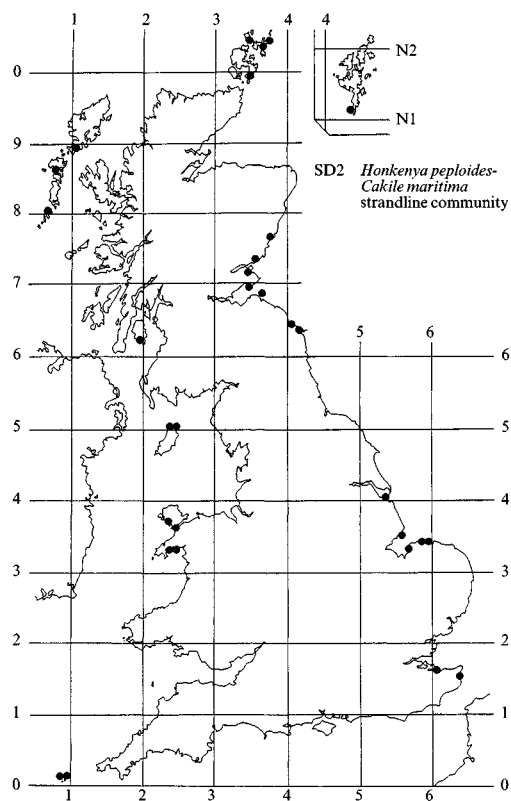 1 2 3 4 4
N2
0
N1
9
SD2 Honkenya peploides-
Cakile maritima
strandline community
8
7
5 6
6 6
5 5
4 4
3 3
2 2
1 1
0 0
1 2 3 4 5 6